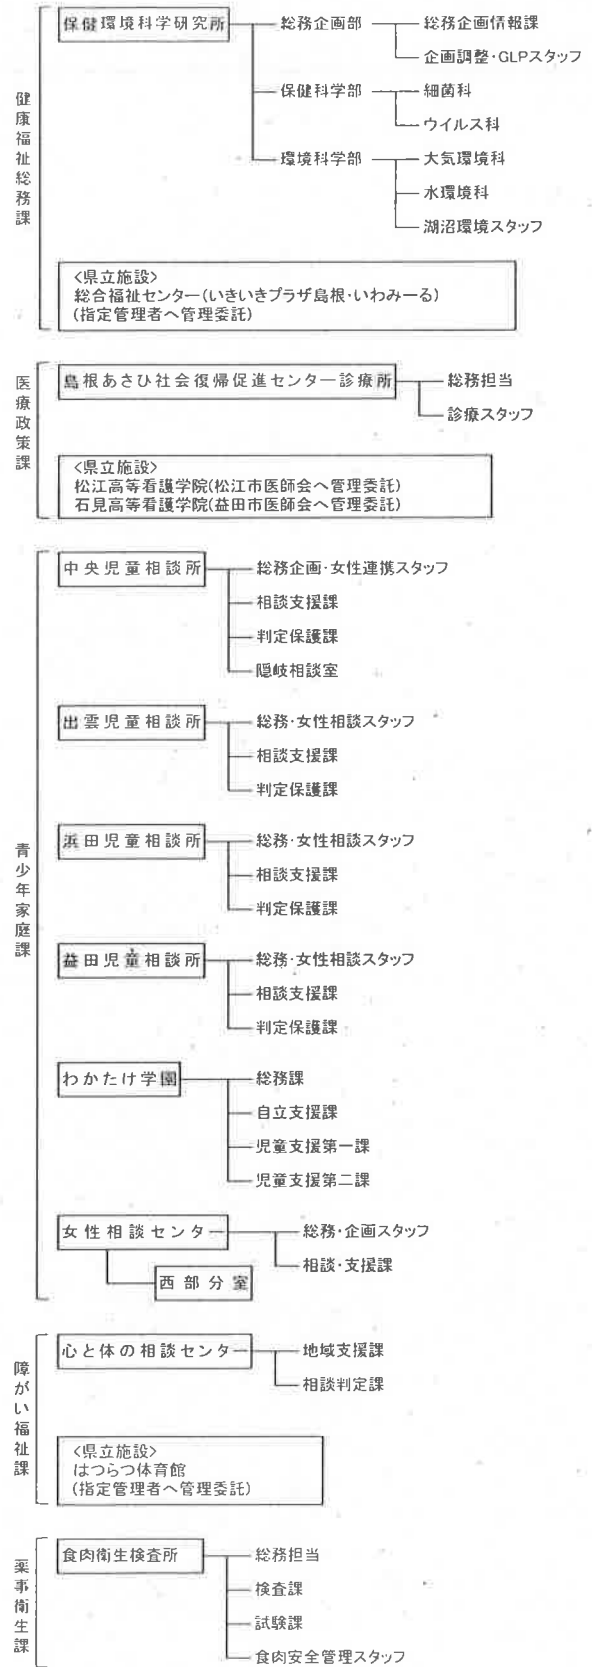 健康福祉総務課
保健環境科学研究所
総務企画部
総務企画情報課
企画調整・GLPスタッフ
保健科学部
細菌科
ウイルス科
環境科学部
大気環境科
水環境科
湖沼環境スタッフ
<県立施設>
総合福祉センター(いきいきプラザ島根・いわみーる)
(指定管理者へ管理委託)
医療政策課
島根あさひ社会復帰促進センター診療所
総務担当
診療スタッフ
<県立施設>
松江高等看護学院(松江市医師会へ管理委託)
石見高等看護学院(益田市医師会へ管理委託)
青少年家庭課
中央児童相談所
総務企画・女性連携スタッフ
相談支援課
判定保護課
隠岐相談室
出雲児童相談所
総務・女性相談スタッフ
相談支援課
判定保護課
浜田児童相談所
総務・女性相談スタッフ
相談支援課
判定保護課
益田児童相談所
総務・女性相談スタッフ
相談支援課
判定保護課
わかたけ学園
総務課
自立支援課
児童支援第一課
児童支援第二課
女性相談センター
総務・企画スタッフ
相談・支援課
西部分室
障がい福祉課
心と体の相談センター
地域支援課
相談判定課
<県立施設>
はつらつ体育館
(指定管理者へ管理委託)
薬事衛生課
食肉衛生検査所
総務担当
検査課
試験課
食肉安全管理スタッフ